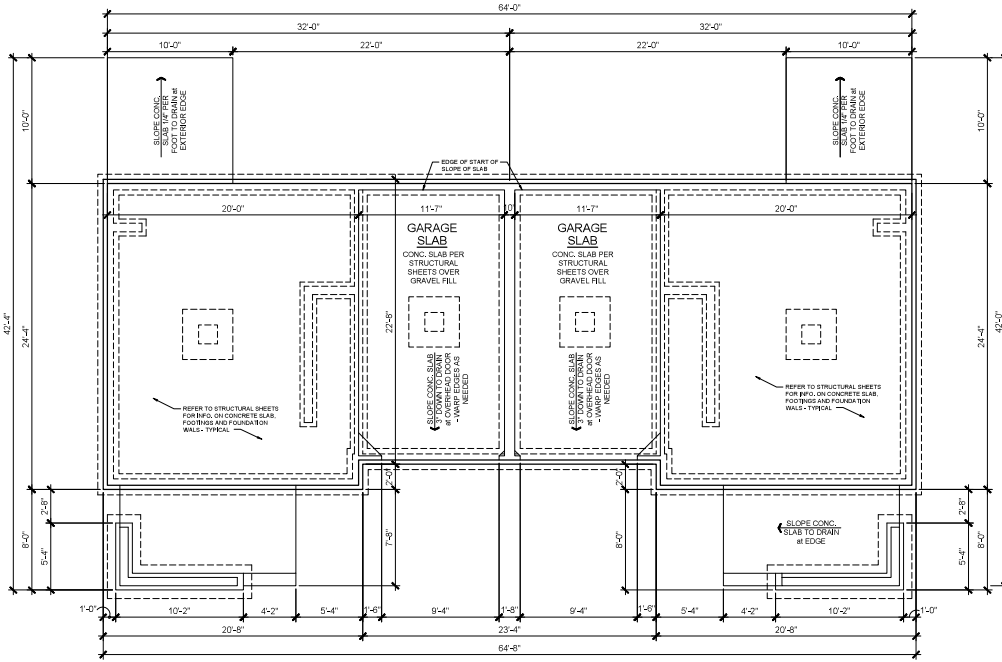 64'-0"
32'-0"
32'-0"
10'-0"
22'-0"
22'-0"
10'-0"
SLOPE CONC.
SLAB 1/4" PER
FOOT TO DRAIN at
EXTERIOR EDGE
SLOPE CONC.
SLAB 1/4" PER
FOOT TO DRAIN at
EXTERIOR EDGE
10'-0"
10'-0"
EDGE OF START OF
SLOPE OF SLAB
20'-0"
11'-7"
10"
11'-7"
20'-0"
GARAGE
SLAB
CONC. SLAB PER
STRUCTURAL
SHEETS OVER
GRAVEL FILL
GARAGE
SLAB
CONC. SLAB PER
STRUCTURAL
SHEETS OVER
GRAVEL FILL
42'-4"
24'-4"
22'-8"
24'-4"
42'-0"
SLOPE CONC. SLAB
3" DOWN TO DRAIN
at OVERHEAD DOOR
- WARP EDGES AS
NEEDED
SLOPE CONC. SLAB
3" DOWN TO DRAIN
at OVERHEAD DOOR
- WARP EDGES AS
NEEDED
REFER TO STRUCTURAL SHEETS
FOR INFO. ON CONCRETE SLAB,
FOOTINGS AND FOUNDATION
WALS - TYPICAL
REFER TO STRUCTURAL SHEETS
FOR INFO. ON CONCRETE SLAB,
FOOTINGS AND FOUNDATION
WALS - TYPICAL
2'-0"
2'-0"
8'-0"
2'-8"
5'-4"
7'-8"
8'-0"
2'-8"
5'-4"
8'-0"
SLOPE CONC.
SLAB TO DRAIN
at EDGE
1'-0"
10'-2"
4'-2"
5'-4"
1'-6"
9'-4"
1'-8"
9'-4"
1'-6"
5'-4"
4'-2"
10'-2"
1'-0"
20'-8"
23'-4"
20'-8"
64'-8"